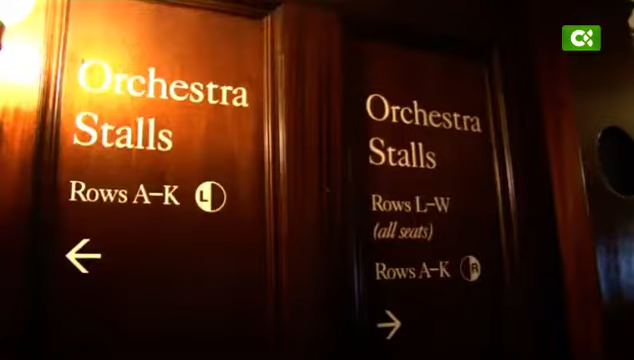 Orchestra
Stalls
Rows A–K L
←
Orchestra
Stalls
Rows L–W
(all seats)
Rows A–K R
→